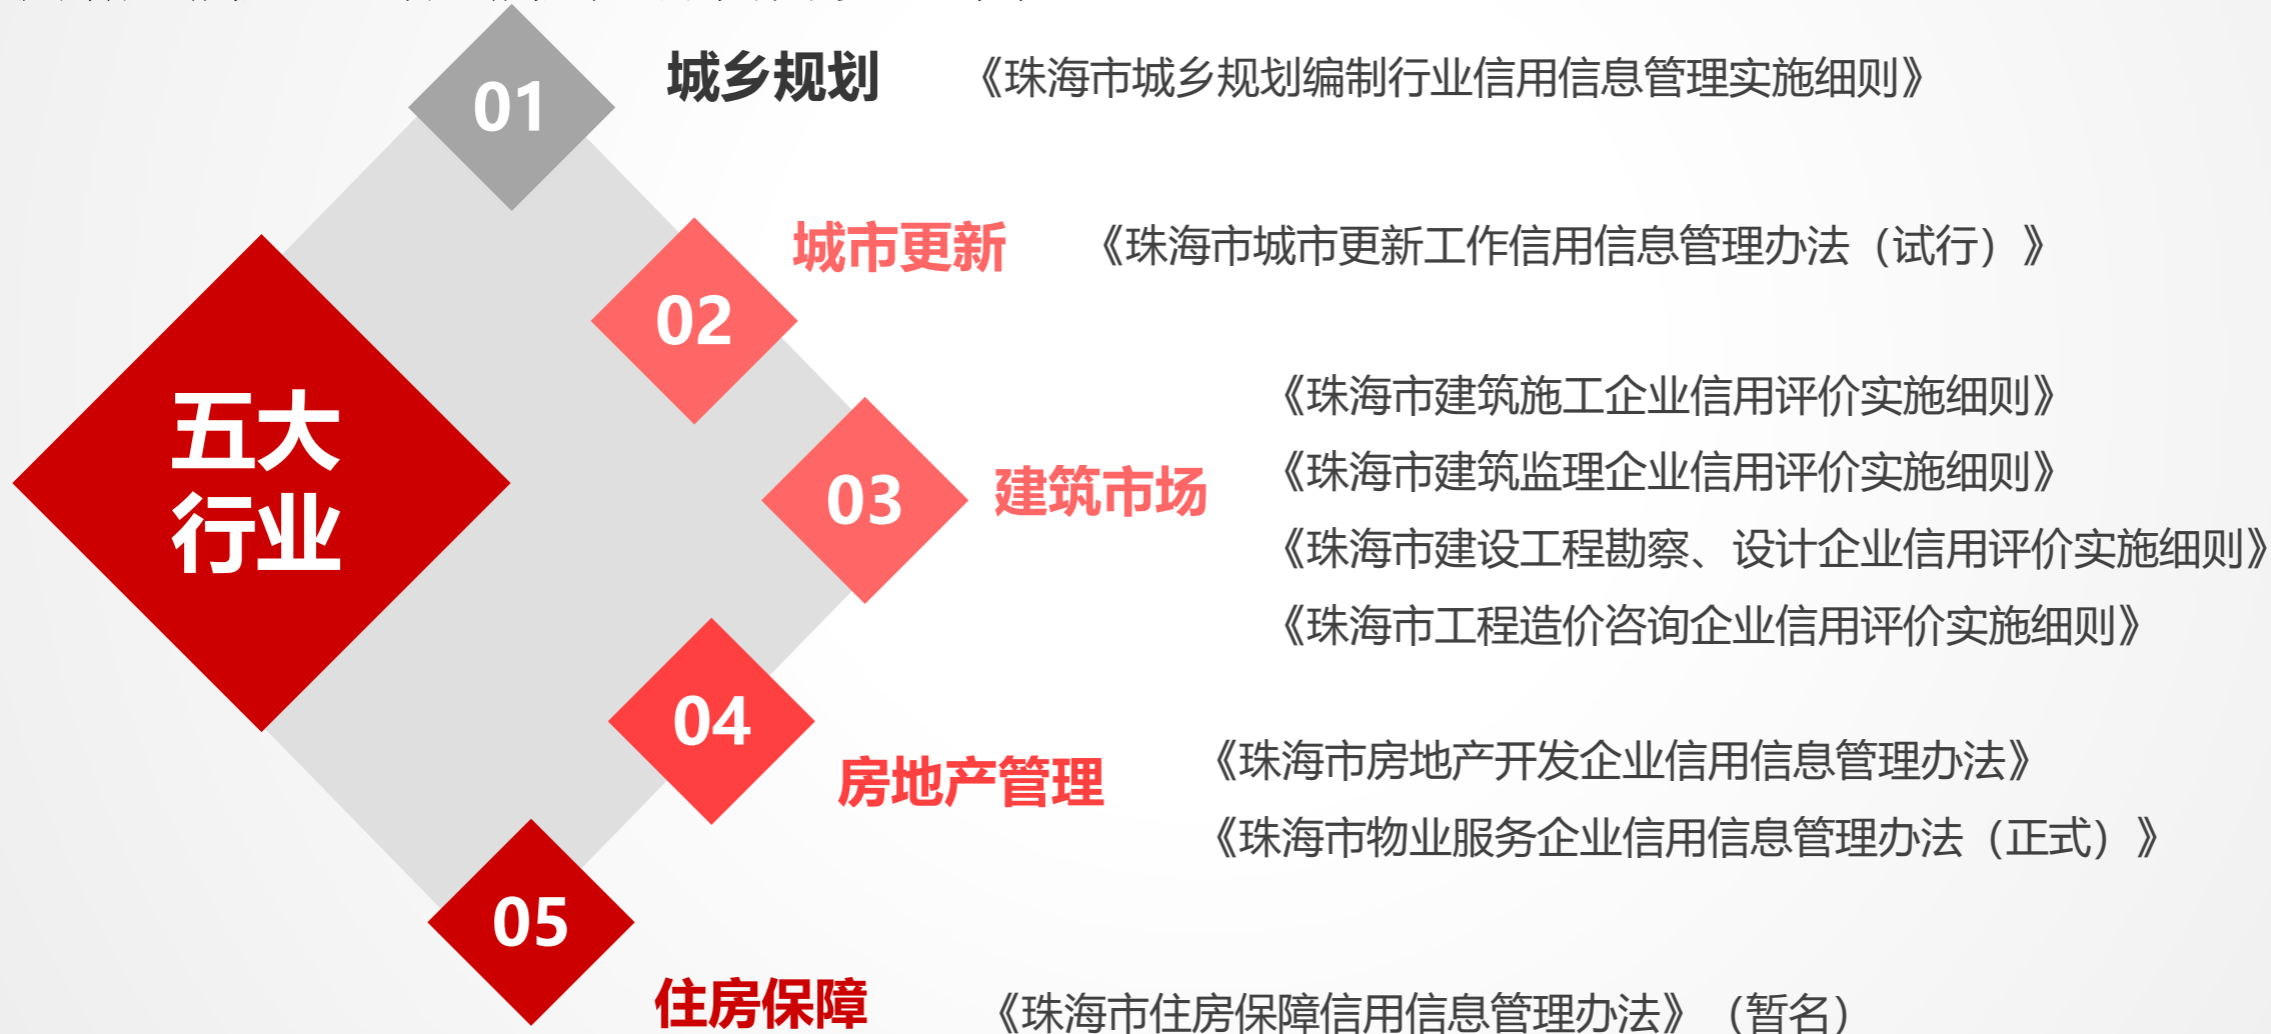 01
城乡规划 《珠海市城乡规划编制行业信用信息管理实施细则》
02
城市更新 《珠海市城市更新工作信用信息管理办法（试行）》
五大
行业
03
建筑市场
《珠海市建筑施工企业信用评价实施细则》
《珠海市建筑监理企业信用评价实施细则》
《珠海市建设工程勘察、设计企业信用评价实施细则》
《珠海市工程造价咨询企业信用评价实施细则》
04
房地产管理
《珠海市房地产开发企业信用信息管理办法》
《珠海市物业服务企业信用信息管理办法（正式）》
05
住房保障 《珠海市住房保障信用信息管理办法》（暂名）